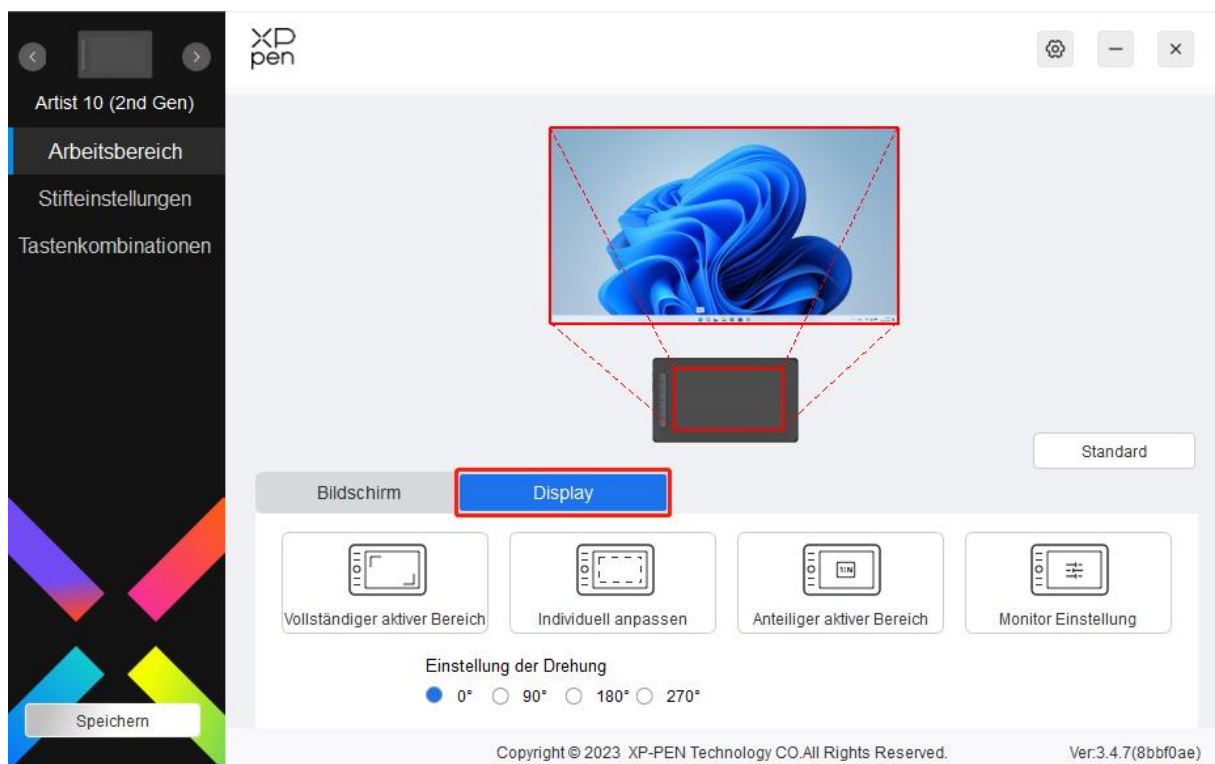 XP
pen
Artist 10 (2nd Gen)
Arbeitsbereich
Stifteinstellungen
Tastenkombinationen
Standard
Bildschirm
Display
1:N
Vollständiger aktiver Bereich
Individuell anpassen
Anteiliger aktiver Bereich
Monitor Einstellung
Einstellung der Drehung
0° 90° 180° 270°
Speichern
Copyright © 2023 XP-PEN Technology CO.All Rights Reserved.
Ver:3.4.7(8bbf0ae)